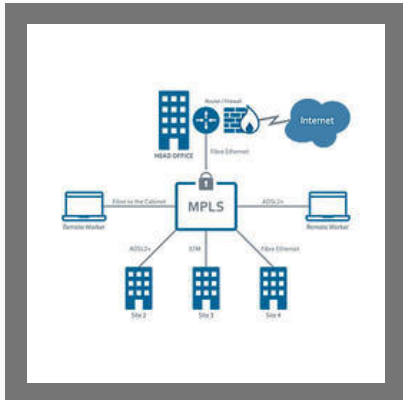 Router / Firewall
Internet
HEAD OFFICE
Fibre Ethernet
Fibre to the Cabinet
MPLS
ADSL2+
Remote Worker
Remote Worker
ADSL2+
EFM
Fibre Ethernet
Site 2
Site 3
Site 4